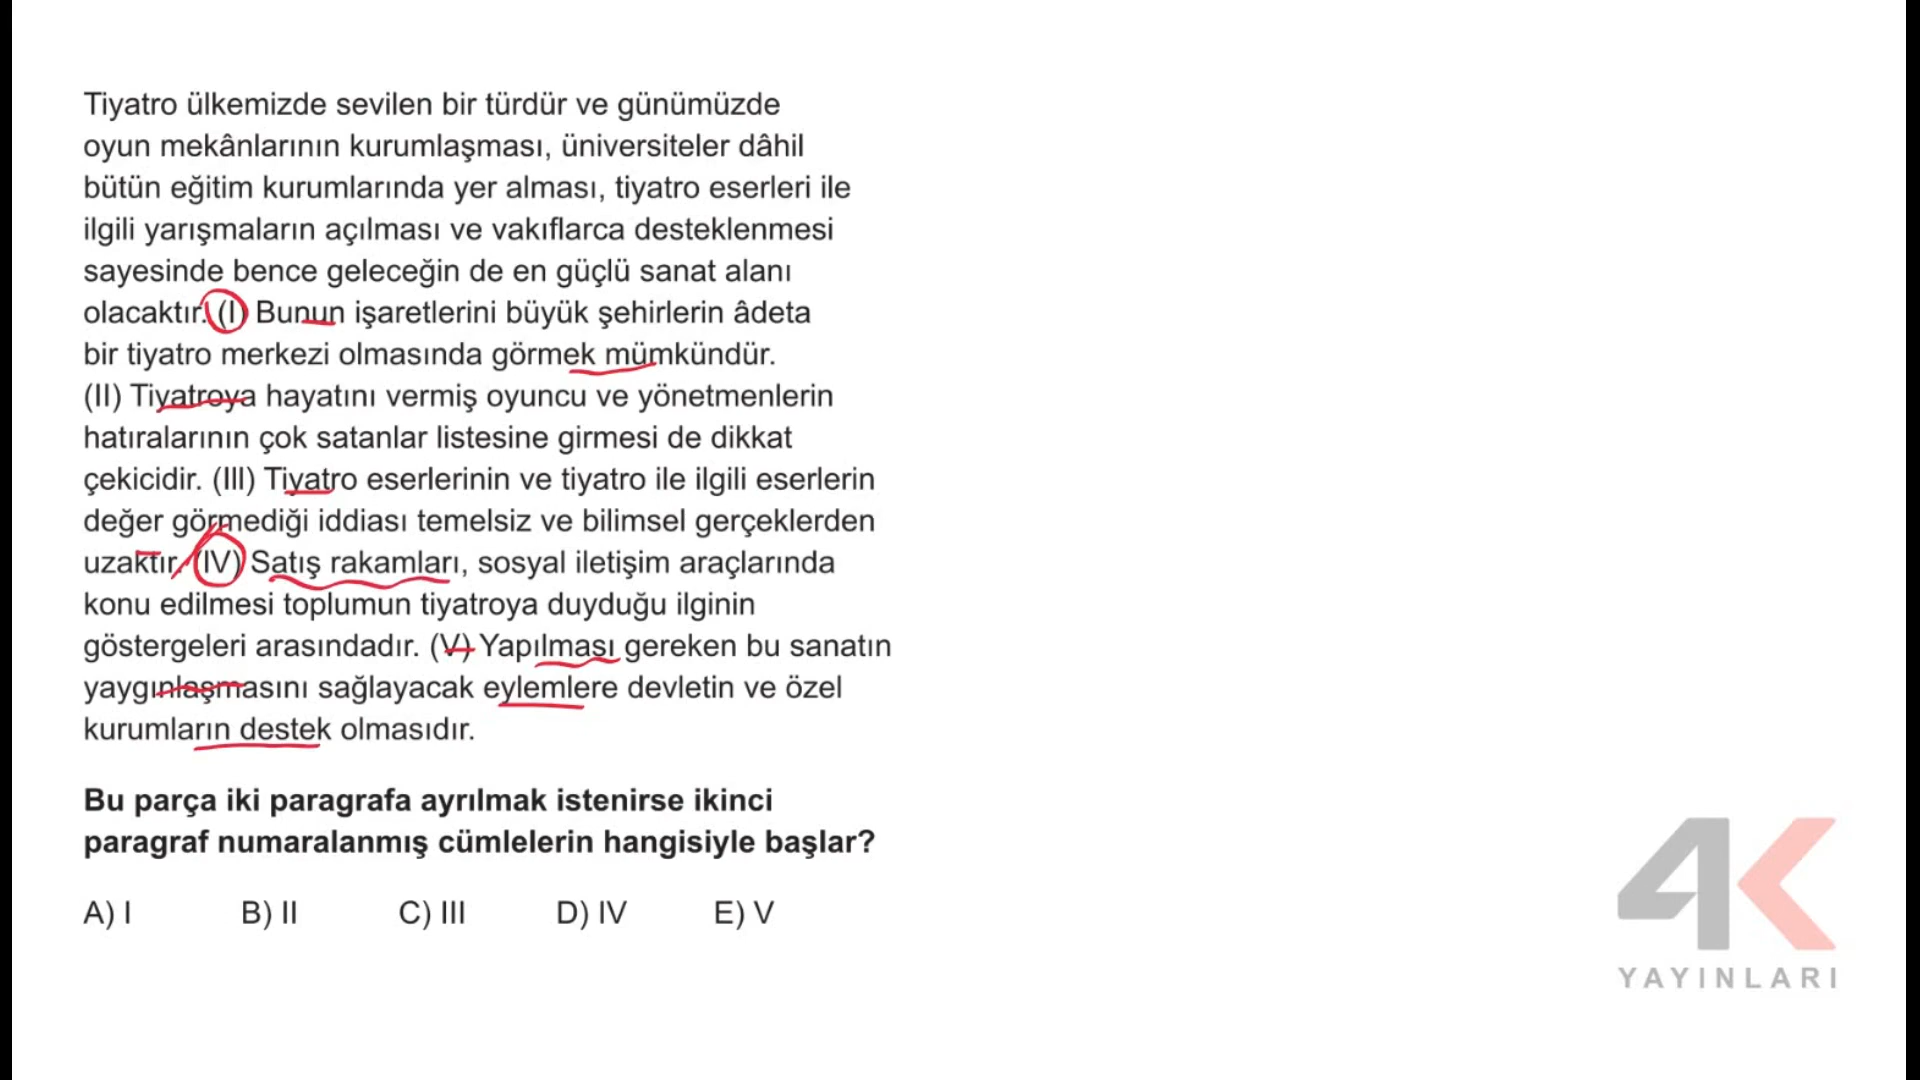 Tiyatro ülkemizde sevilen bir türdür ve günümüzde
oyun mekânlarının kurumlaşması, üniversiteler dâhil
bütün eğitim kurumlarında yer alması, tiyatro eserleri ile
ilgili yarışmaların açılması ve vakıflarca desteklenmesi
sayesinde bence geleceğin de en güçlü sanat alanı
olacaktır. (I) Bunun işaretlerini büyük şehirlerin âdeta
bir tiyatro merkezi olmasında görmek mümkündür.
(II) Tiyatroya hayatını vermiş oyuncu ve yönetmenlerin
hatıralarının çok satanlar listesine girmesi de dikkat
çekicidir. (III) Tiyatro eserlerinin ve tiyatro ile ilgili eserlerin
değer görmediği iddiası temelsiz ve bilimsel gerçeklerden
uzaktır. (IV) Satış rakamları, sosyal iletişim araçlarında
konu edilmesi toplumun tiyatroya duyduğu ilginin
göstergeleri arasındadır. (V) Yapılması gereken bu sanatın
yaygınlaşmasını sağlayacak eylemlere devletin ve özel
kurumların destek olmasıdır.
Bu parça iki paragrafa ayrılmak istenirse ikinci
paragraf numaralanmış cümlelerin hangisiyle başlar?
A) I B) II C) III D) IV E) V
4K
YAYINLARI